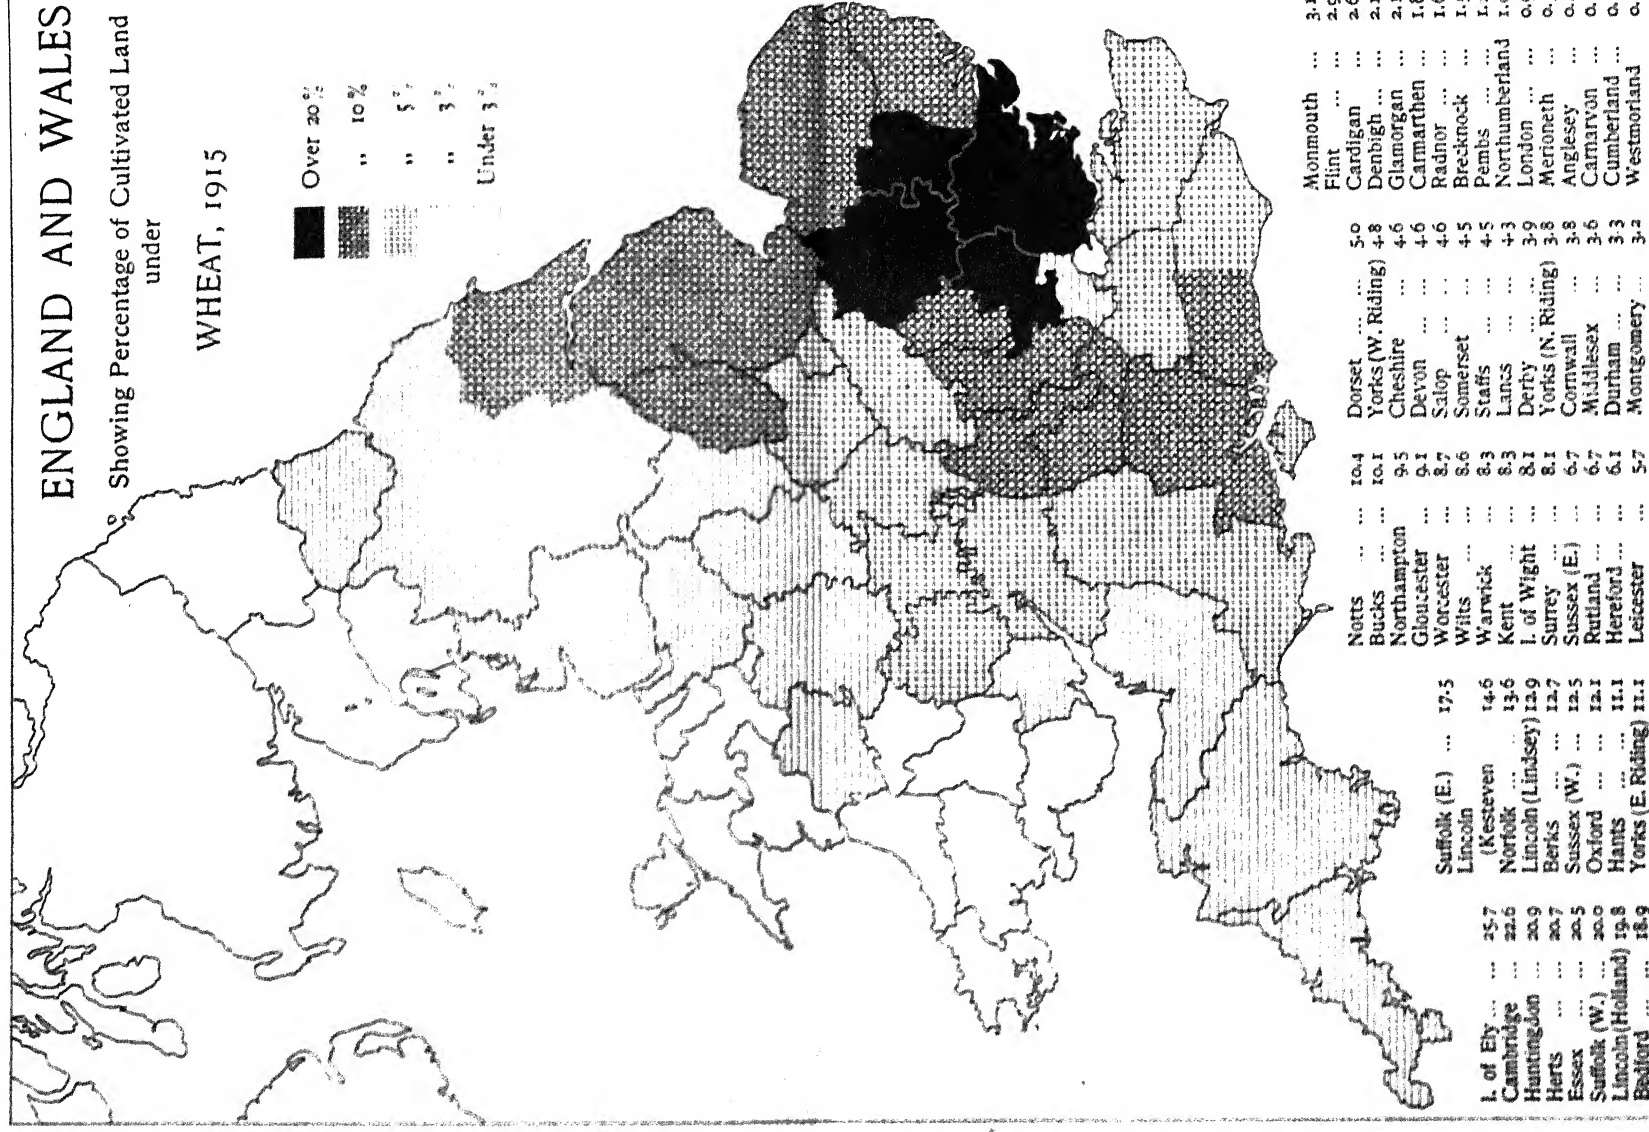 ENGLAND AND WALES
Showing Percentage of Cultivated Land
under
WHEAT, 1915
Over 20%
" 10%
" 5%
" 3%
Under 3%
I. of Ely ... ... 25.7
Cambridge ... 22.6
Huntingdon ... 20.9
Herts ... ... 20.7
Essex ... ... 20.5
Suffolk (W.) ... 20.0
Lincoln (Holland) 19.8
Bedford ... 18.9
Suffolk (E.) ... 17.5
Lincoln
(Kesteven 14.6
Norfolk ... ... 13.6
Lincoln (Lindsey) 12.9
Berks ... ... 12.7
Sussex (W.) ... 12.5
Oxford ... ... 12.1
Hants ... ... 11.1
Yorks (E. Riding) 11.1
Notts ... ... 10.4
Bucks ... ... 10.1
Northampton 9.5
Gloucester ... 9.1
Worcester ... 8.7
Wilts ... ... 8.6
Warwick ... 8.3
Kent ... ... 8.3
I. of Wight ... 8.1
Surrey ... ... 8.1
Sussex (E.) ... 6.7
Rutland ... ... 6.7
Hereford ... ... 6.1
Leicester ... 5.7
Dorset ... ... 5.0
Yorks (W. Riding) 4.8
Cheshire ... 4.6
Devon ... ... 4.6
Salop ... ... 4.6
Somerset ... 4.5
Staffs ... ... 4.5
Lancs ... ... 4.3
Derby ... ... 3.9
Yorks (N. Riding) 3.8
Cornwall ... 3.8
Middlesex ... 3.6
Durham ... ... 3.3
Montgomery ... 3.2
Monmouth ...
Flint ... ...
Cardigan ...
Denbigh ... ...
Glamorgan ...
Carmarthen ...
Radnor ... ...
Brecknock ...
Pembs ... ...
Northumberland
London ... ...
Merioneth ...
Anglesey ...
Carnarvon ...
Cumberland ...
Westmorland